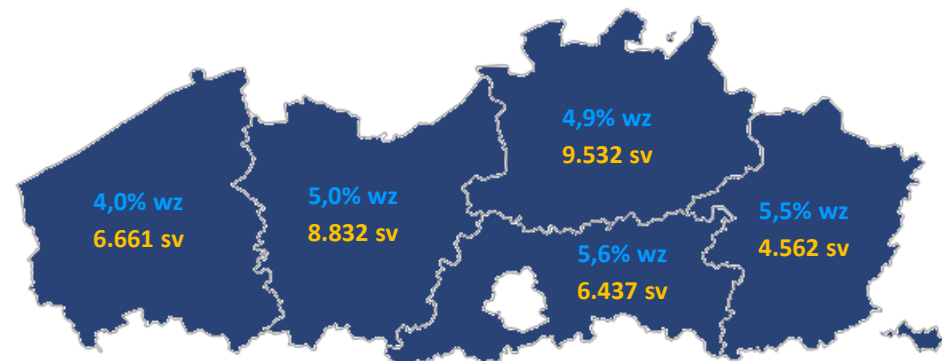 4,0% wz
6.661 sv
5,0% wz
8.832 sv
4,9% wz
9.532 sv
5,6% wz
6.437 sv
5,5% wz
4.562 sv